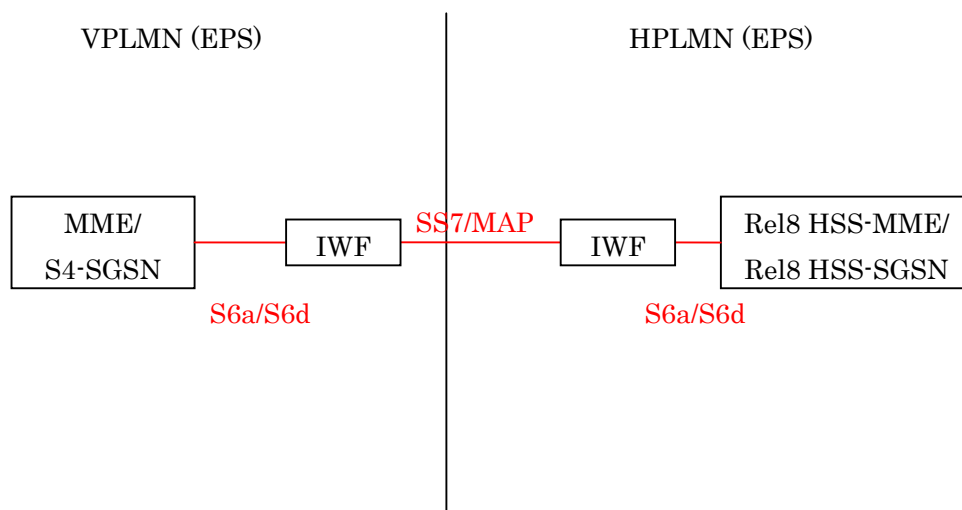 VPLMN (EPS)
HPLMN (EPS)
MME/
S4-SGSN
IWF
SS7/MAP
IWF
Rel8 HSS-MME/
Rel8 HSS-SGSN
S6a/S6d
S6a/S6d